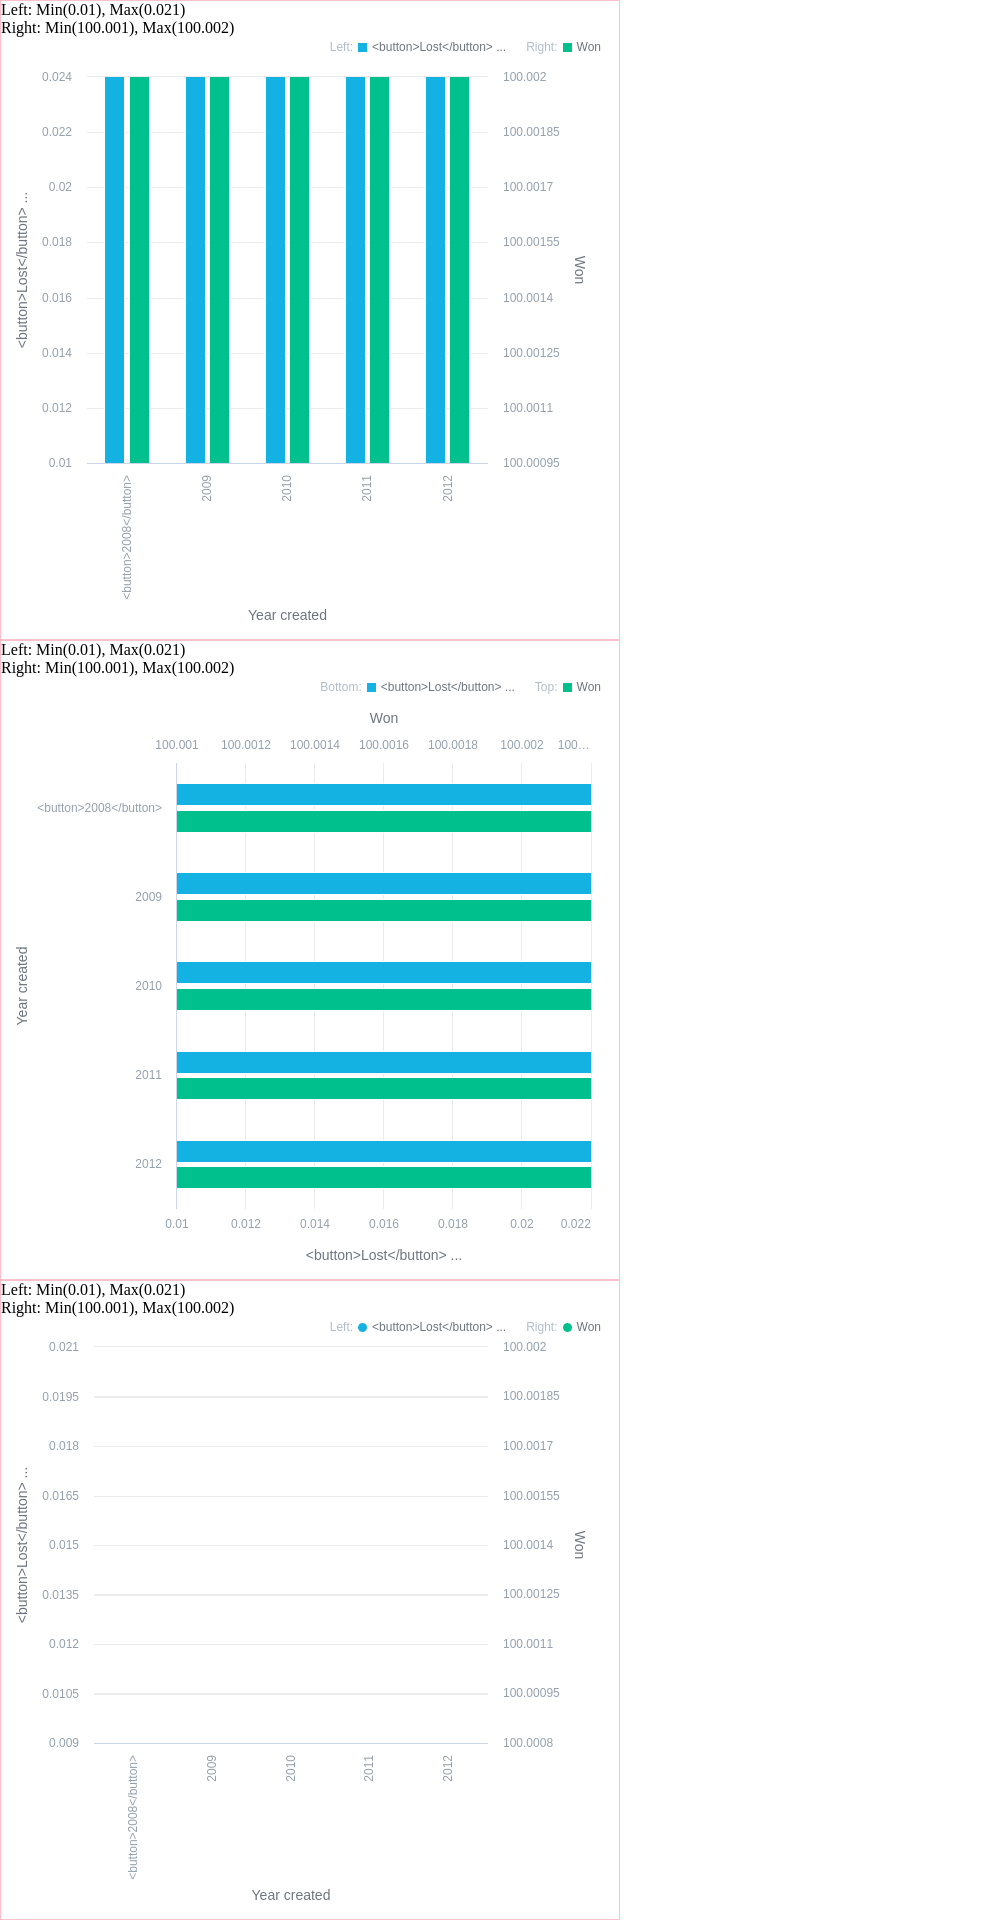 Left: Min(0.01), Max(0.021)
Right: Min(100.001), Max(100.002)
Left: <button>Lost</button> ... Right: Won
0.024 100.002
0.022 100.00185
0.02 100.0017
0.018 100.00155
0.016 100.0014
0.014 100.00125
0.012 100.0011
0.01 100.00095
<button>Lost</button> ...
Won
<button>2008</button> 2009 2010 2011 2012
Year created
Left: Min(0.01), Max(0.021)
Right: Min(100.001), Max(100.002)
Bottom: <button>Lost</button> ... Top: Won
Won
100.001 100.0012 100.0014 100.0016 100.0018 100.002 100…
<button>2008</button>
2009
2010
2011
2012
Year created
0.01 0.012 0.014 0.016 0.018 0.02 0.022
<button>Lost</button> ...
Left: Min(0.01), Max(0.021)
Right: Min(100.001), Max(100.002)
Left: <button>Lost</button> ... Right: Won
0.021 100.002
0.0195 100.00185
0.018 100.0017
0.0165 100.00155
0.015 100.0014
0.0135 100.00125
0.012 100.0011
0.0105 100.00095
0.009 100.0008
<button>Lost</button> ...
Won
<button>2008</button> 2009 2010 2011 2012
Year created